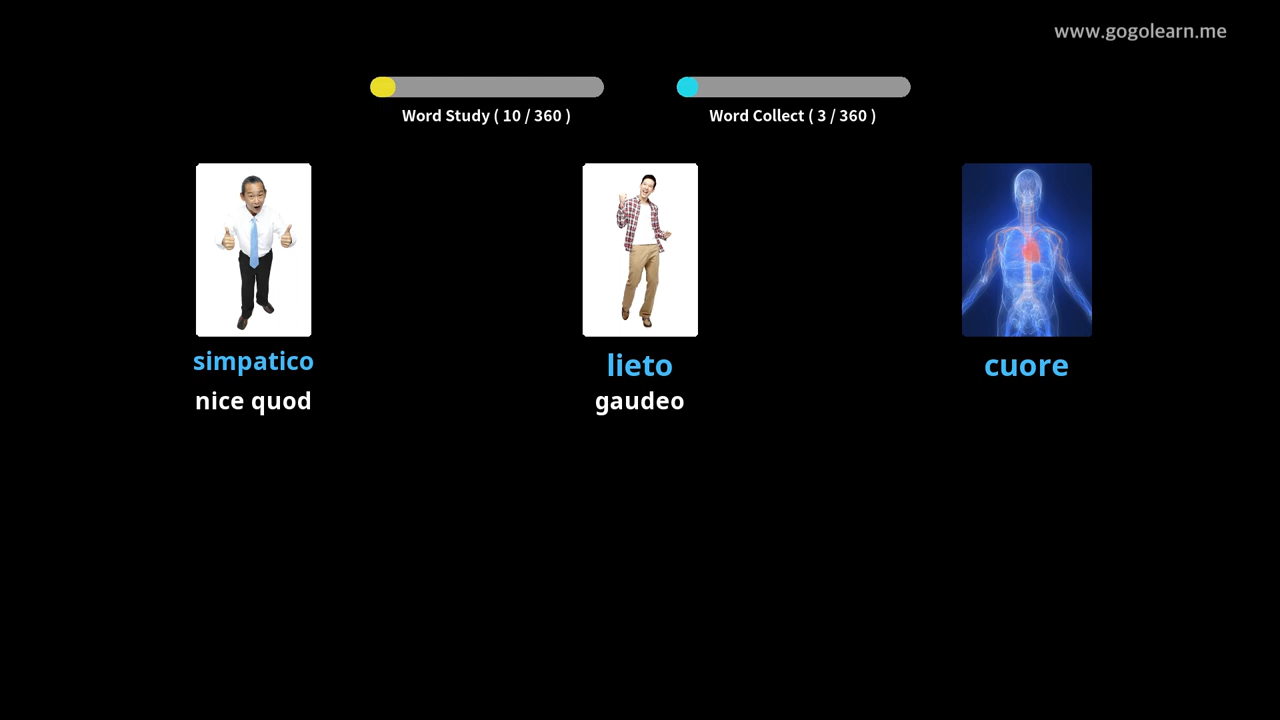 www.gogolearn.me
Word Study ( 10 / 360 )
Word Collect ( 3 / 360 )
simpatico
nice quod
lieto
gaudeo
cuore